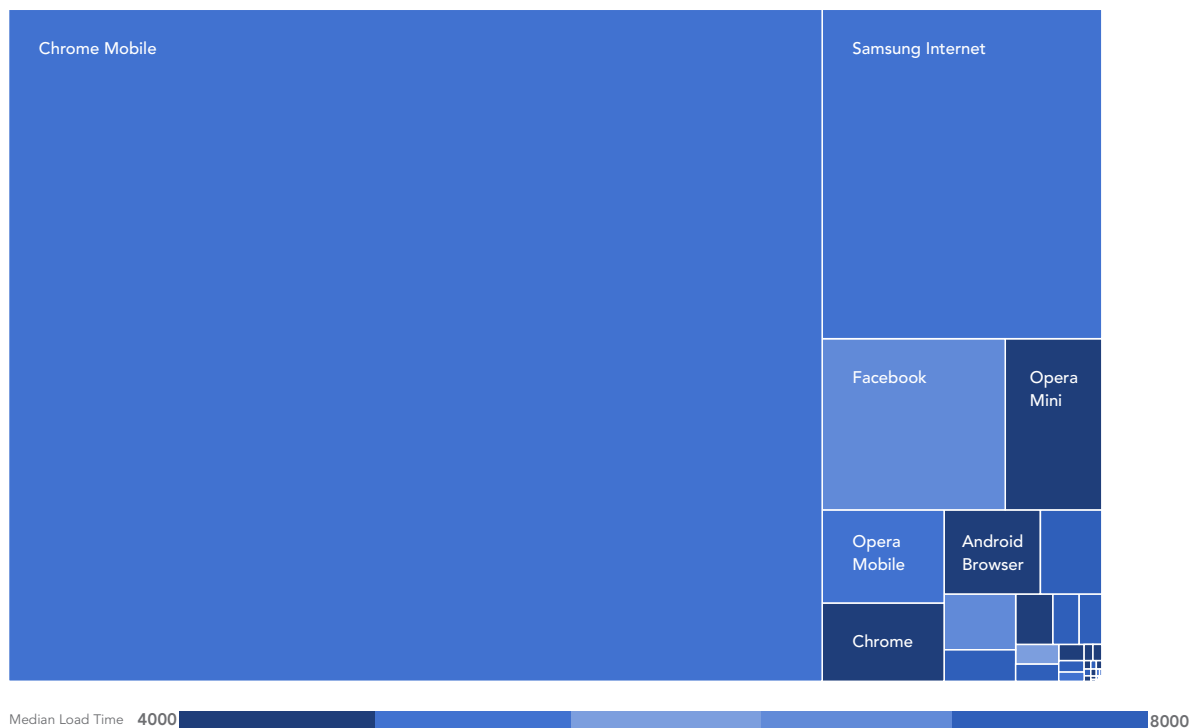 Chrome Mobile
Samsung Internet
Facebook
Opera
Mini
Opera
Mobile
Android
Browser
Chrome
Median Load Time 4000 8000